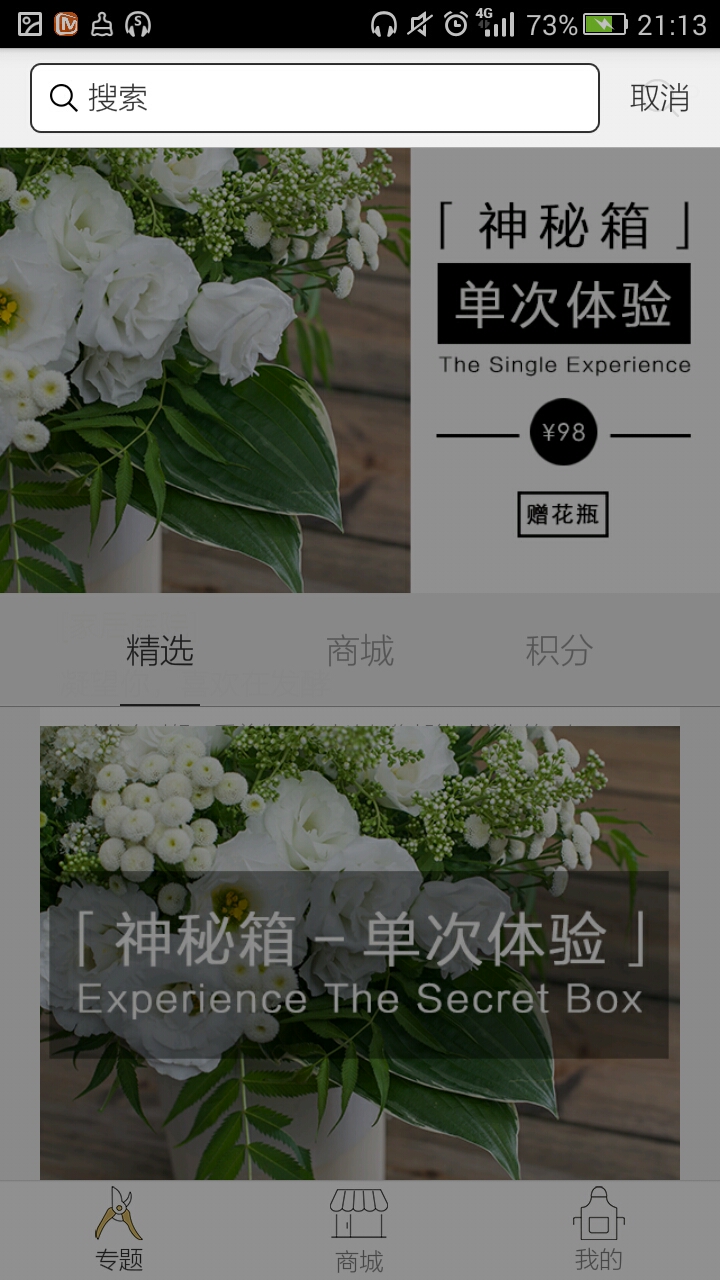 4G
73%
21:13
搜索
取消
「 神秘箱 」
单次体验
The Single Experience
¥98
赠花瓶
精选
商城
积分
「 神秘箱 – 单次体验 」
Experience The Secret Box
专题
商城
我的